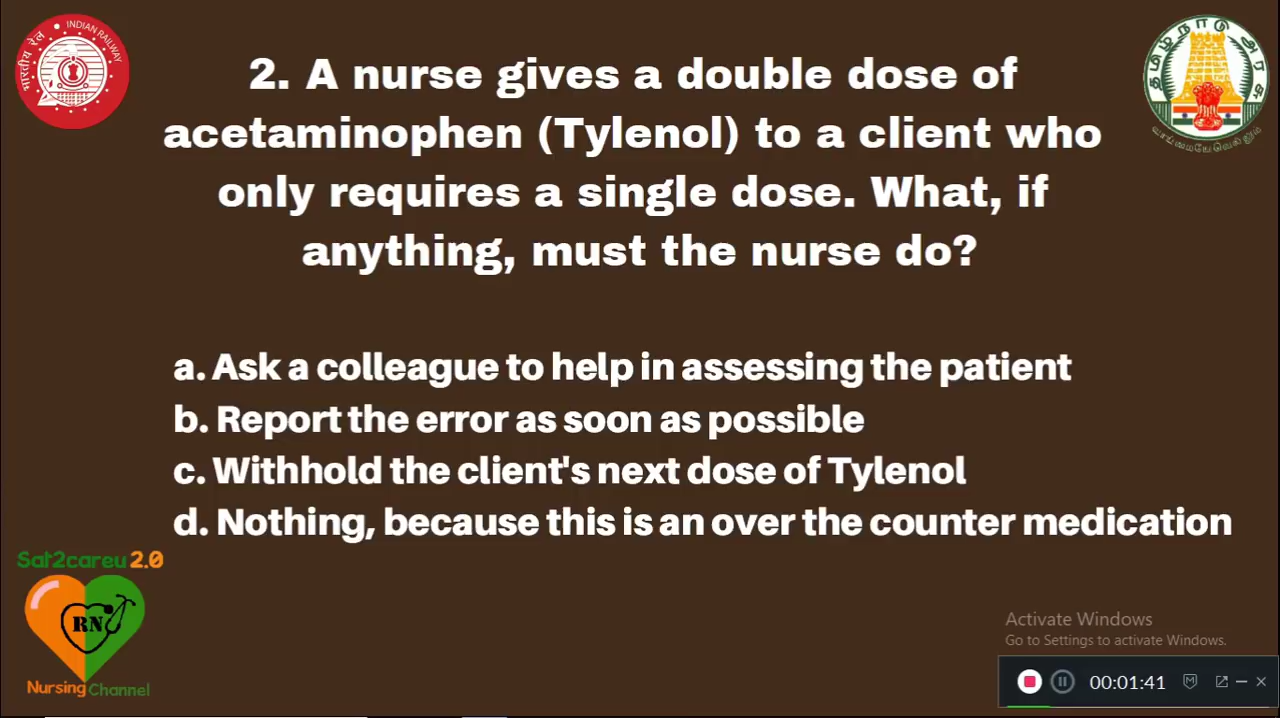 भारतीय रेल INDIAN RAILWAY
தமிழ்நாடு அரசு
வாய்மையே வெல்லும்
2. A nurse gives a double dose of
acetaminophen (Tylenol) to a client who
only requires a single dose. What, if
anything, must the nurse do?
a. Ask a colleague to help in assessing the patient
b. Report the error as soon as possible
c. Withhold the client's next dose of Tylenol
d. Nothing, because this is an over the counter medication
Sat2careu 2.0
RN
Nursing Channel
Activate Windows
Go to Settings to activate Windows.
00:01:41